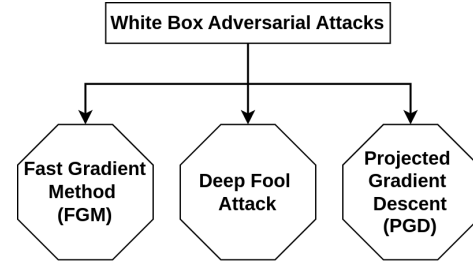 White Box Adversarial Attacks
Fast Gradient
Method
(FGM)
Deep Fool
Attack
Projected
Gradient
Descent
(PGD)